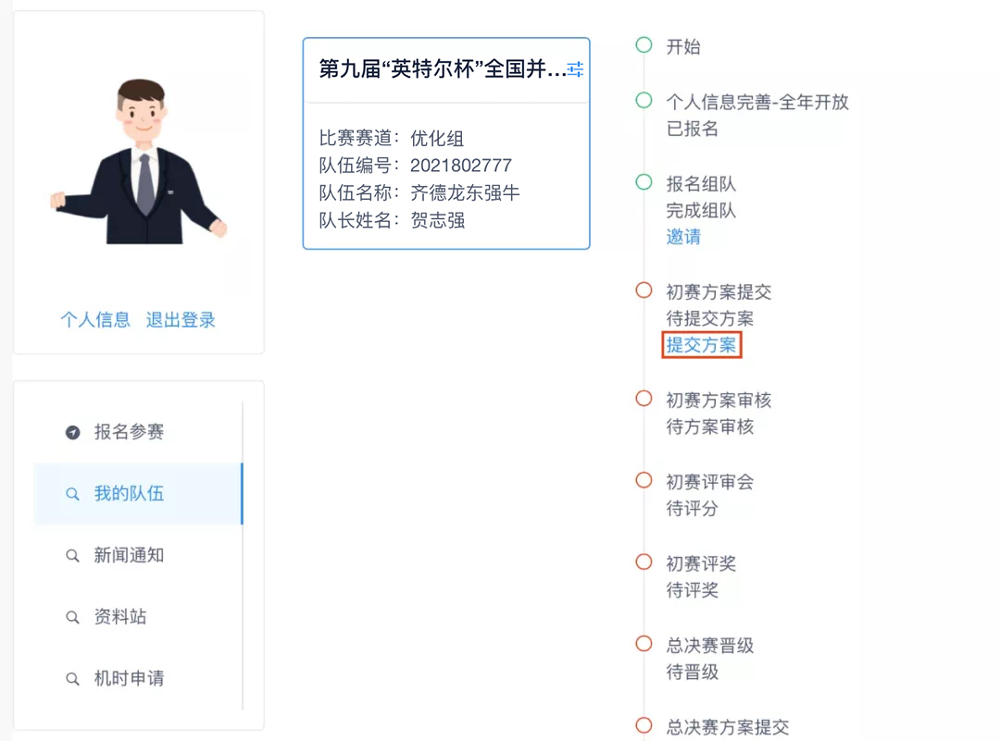 个人信息 退出登录
报名参赛
我的队伍
新闻通知
资料站
机时申请
第九届“英特尔杯”全国并...
比赛赛道：优化组
队伍编号：2021802777
队伍名称：齐德龙东强牛
队长姓名：贺志强
开始
个人信息完善-全年开放
已报名
报名组队
完成组队
邀请
初赛方案提交
待提交方案
提交方案
初赛方案审核
待方案审核
初赛评审会
待评分
初赛评奖
待评奖
总决赛晋级
待晋级
总决赛方案提交